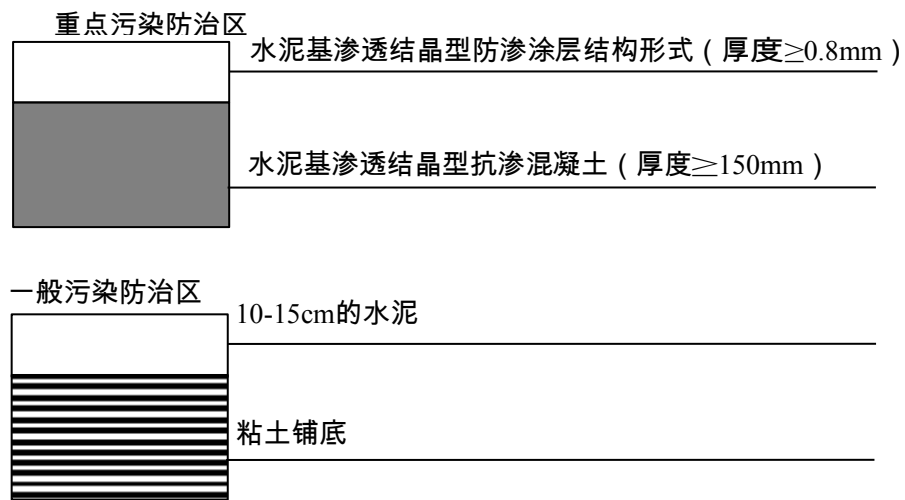 重点污染防治区
水泥基渗透结晶型防渗涂层结构形式（厚度≥0.8mm）
水泥基渗透结晶型抗渗混凝土（厚度≥150mm）
一般污染防治区
10-15cm的水泥
粘土铺底